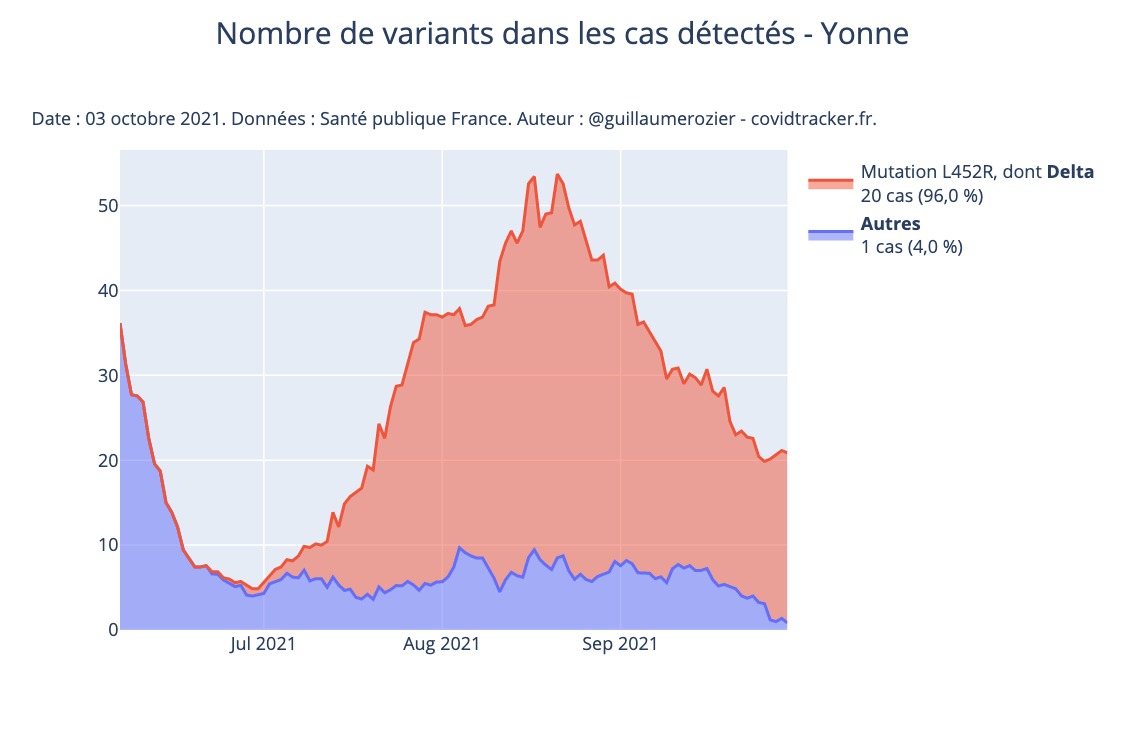 Nombre de variants dans les cas détectés - Yonne
Date : 03 octobre 2021. Données : Santé publique France. Auteur : @guillaumerozier - covidtracker.fr.
Mutation L452R, dont Delta
20 cas (96,0 %)
Autres
1 cas (4,0 %)
50
40
30
20
10
0
Jul 2021
Aug 2021
Sep 2021